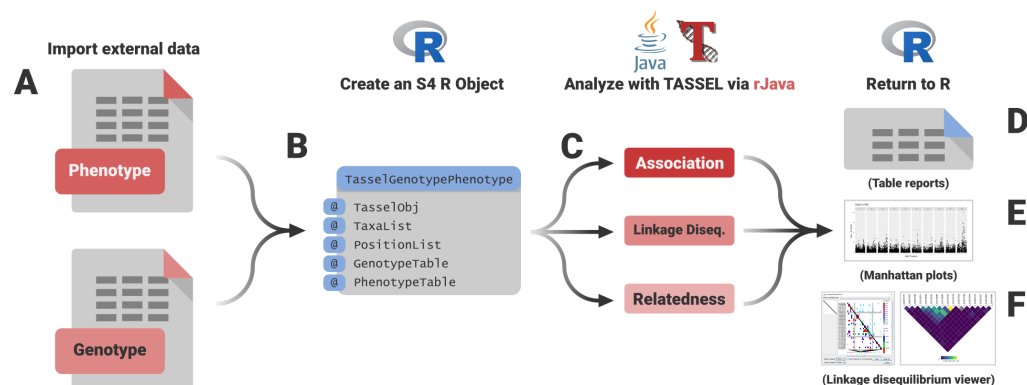 Import external data
A
Phenotype
Genotype
R
Create an S4 R Object
B
TasselGenotypePhenotype
@ TasselObj
@ TaxaList
@ PositionList
@ GenotypeTable
@ PhenotypeTable
Java
T
Analyze with TASSEL via rJava
C
Association
Linkage Diseq.
Relatedness
R
Return to R
D
(Table reports)
E
(Manhattan plots)
F
(Linkage disequilibrium viewer)